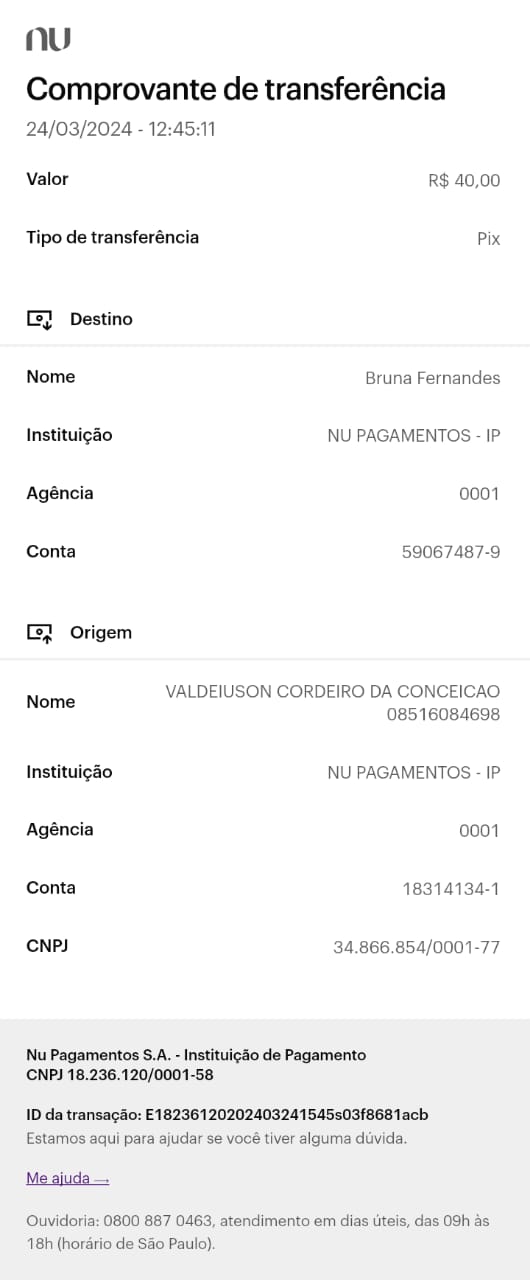 nu
Comprovante de transferência
24/03/2024 - 12:45:11
Valor R$ 40,00
Tipo de transferência Pix
Destino
Nome Bruna Fernandes
Instituição NU PAGAMENTOS - IP
Agência 0001
Conta 59067487-9
Origem
Nome VALDEIUSON CORDEIRO DA CONCEICAO
08516084698
Instituição NU PAGAMENTOS - IP
Agência 0001
Conta 18314134-1
CNPJ 34.866.854/0001-77
Nu Pagamentos S.A. - Instituição de Pagamento
CNPJ 18.236.120/0001-58
ID da transação: E18236120202403241545s03f8681acb
Estamos aqui para ajudar se você tiver alguma dúvida.
Me ajuda →
Ouvidoria: 0800 887 0463, atendimento em dias úteis, das 09h às
18h (horário de São Paulo).